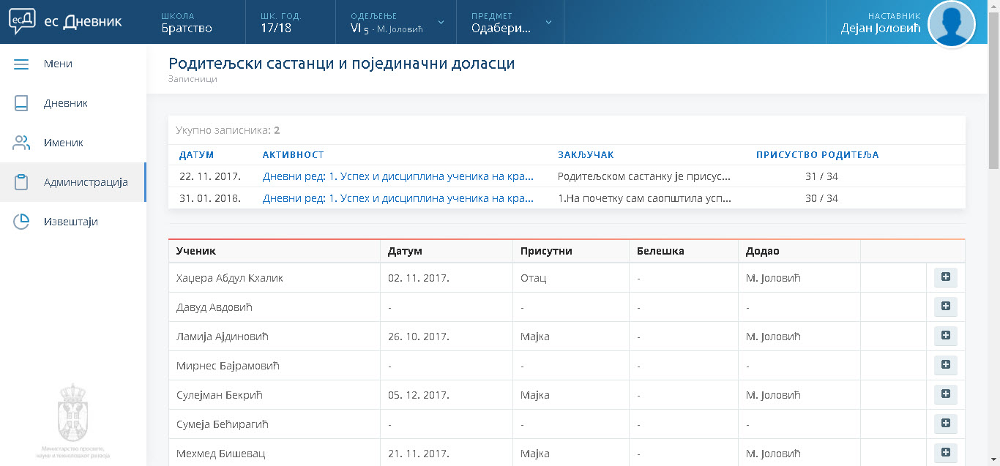 есД ес Дневник
ШКОЛА
Братство
ШК. ГОД.
17/18
ОДЕЉЕЊЕ
VI 5 - М. Јоловић
ПРЕДМЕТ
Одабери...
НАСТАВНИК
Дејан Јоловић
Мени
Дневник
Именик
Администрација
Извештаји
Министарство просвете,
науке и технолошког развоја
Родитељски састанци и појединачни доласци
Записници
Укупно записника: 2
ДАТУМ АКТИВНОСТ ЗАКЉУЧАК ПРИСУСТВО РОДИТЕЉА
22. 11. 2017. Дневни ред: 1. Успех и дисциплина ученика на кра... Родитељском састанку је присус... 31 / 34
31. 01. 2018. Дневни ред: 1. Успех и дисциплина ученика на кра... 1.На почетку сам саопштила усп... 30 / 34
Ученик Датум Присутни Белешка Додао
Хаџера Абдул Кхалик 02. 11. 2017. Отац - М. Јоловић
Давуд Авдовић - - - -
Ламија Ајдиновић 26. 10. 2017. Мајка - М. Јоловић
Мирнес Бајрамовић - - - -
Сулејман Бекрић 05. 12. 2017. Мајка - М. Јоловић
Сумеја Бећирагић - - - -
Мехмед Бишевац 21. 11. 2017. Мајка - М. Јоловић